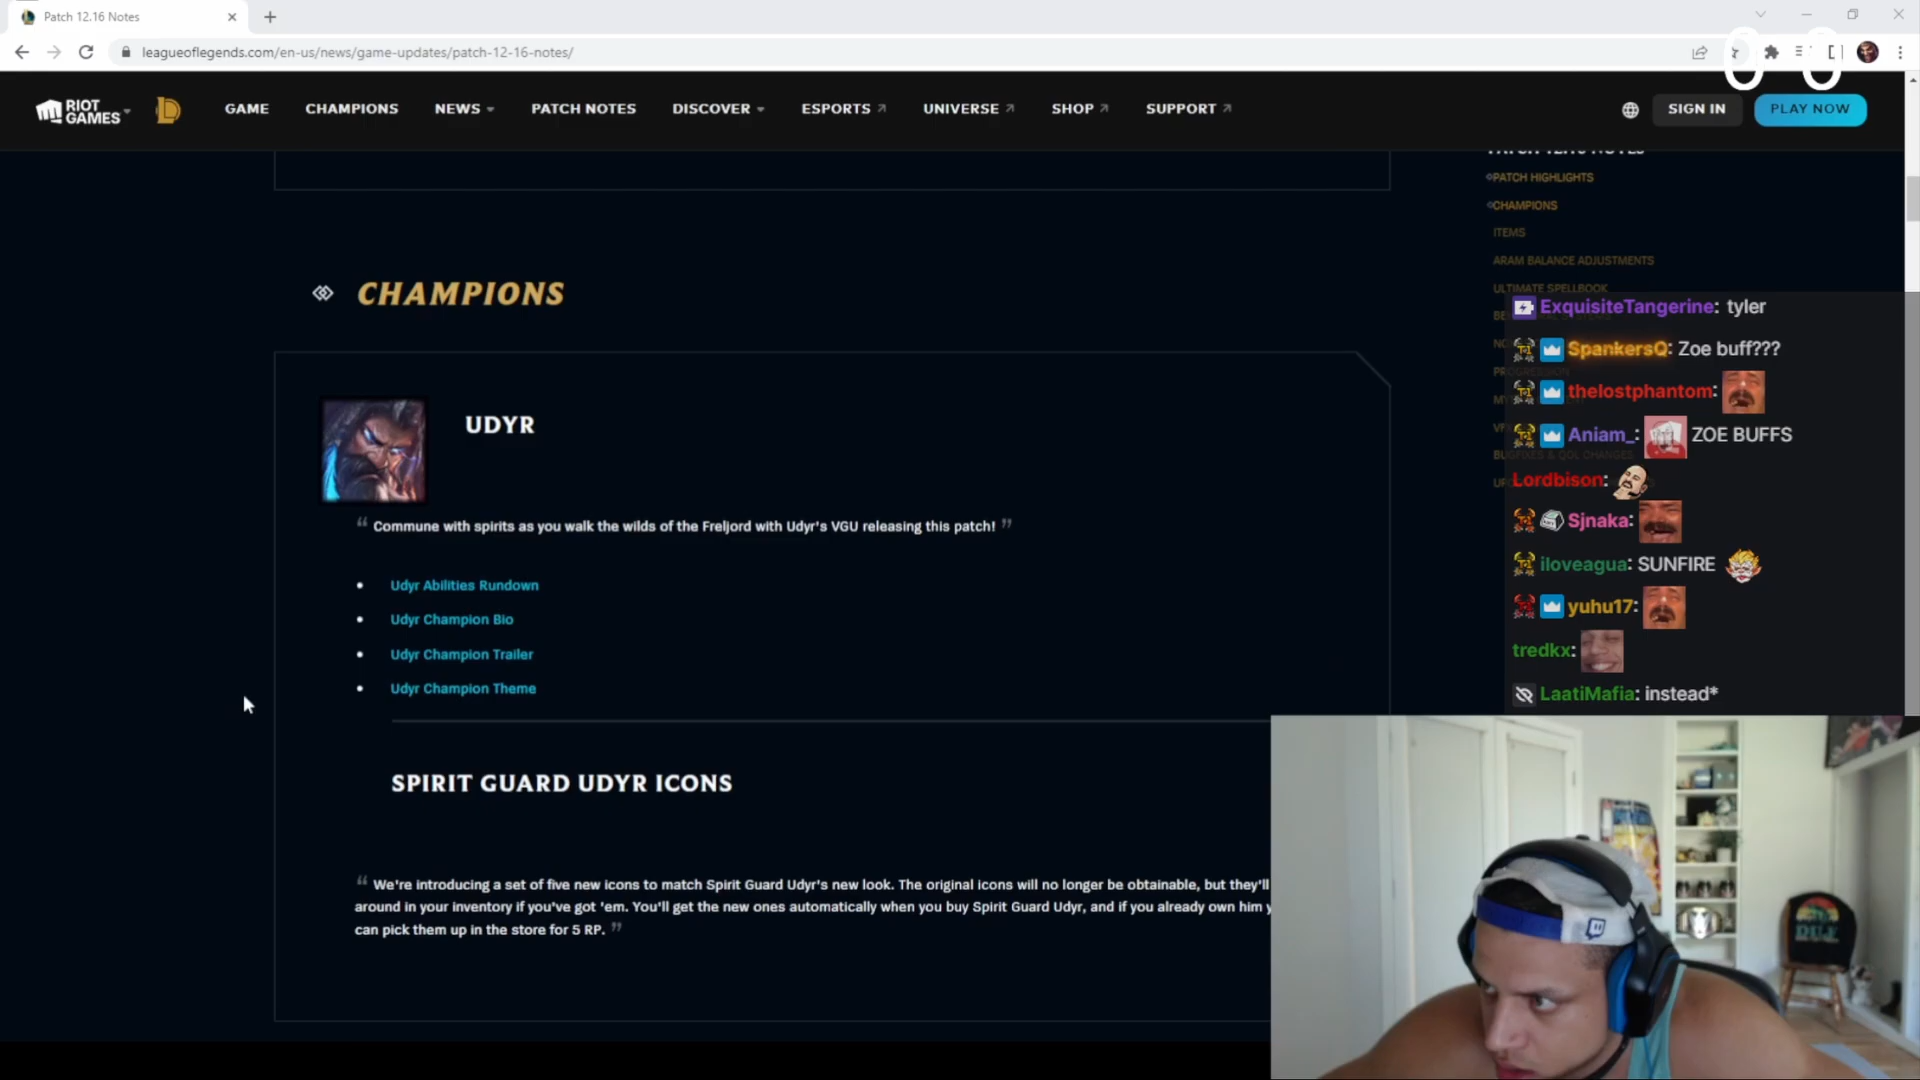 Patch 12.16 Notes
leagueoflegends.com/en-us/news/game-updates/patch-12-16-notes/
RIOT GAMES
GAME
CHAMPIONS
NEWS
PATCH NOTES
DISCOVER
ESPORTS
UNIVERSE
SHOP
SUPPORT
SIGN IN
PLAY NOW
PATCH 12.16 NOTES
PATCH HIGHLIGHTS
CHAMPIONS
ITEMS
ARAM BALANCE ADJUSTMENTS
ULTIMATE SPELLBOOK
CHAMPIONS
UDYR
“ Commune with spirits as you walk the wilds of the Freljord with Udyr's VGU releasing this patch! ”
• Udyr Abilities Rundown
• Udyr Champion Bio
• Udyr Champion Trailer
• Udyr Champion Theme
SPIRIT GUARD UDYR ICONS
“ We're introducing a set of five new icons to match Spirit Guard Udyr's new look. The original icons will no longer be obtainable, but they'll
around in your inventory if you've got 'em. You'll get the new ones automatically when you buy Spirit Guard Udyr, and if you already own him y
can pick them up in the store for 5 RP. ”
ExquisiteTangerine: tyler
SpankersQ: Zoe buff???
thelostphantom:
Aniam_: ZOE BUFFS
Lordbison:
Sjnaka:
iloveagua: SUNFIRE
yuhu17:
tredkx:
LaatiMafia: instead*